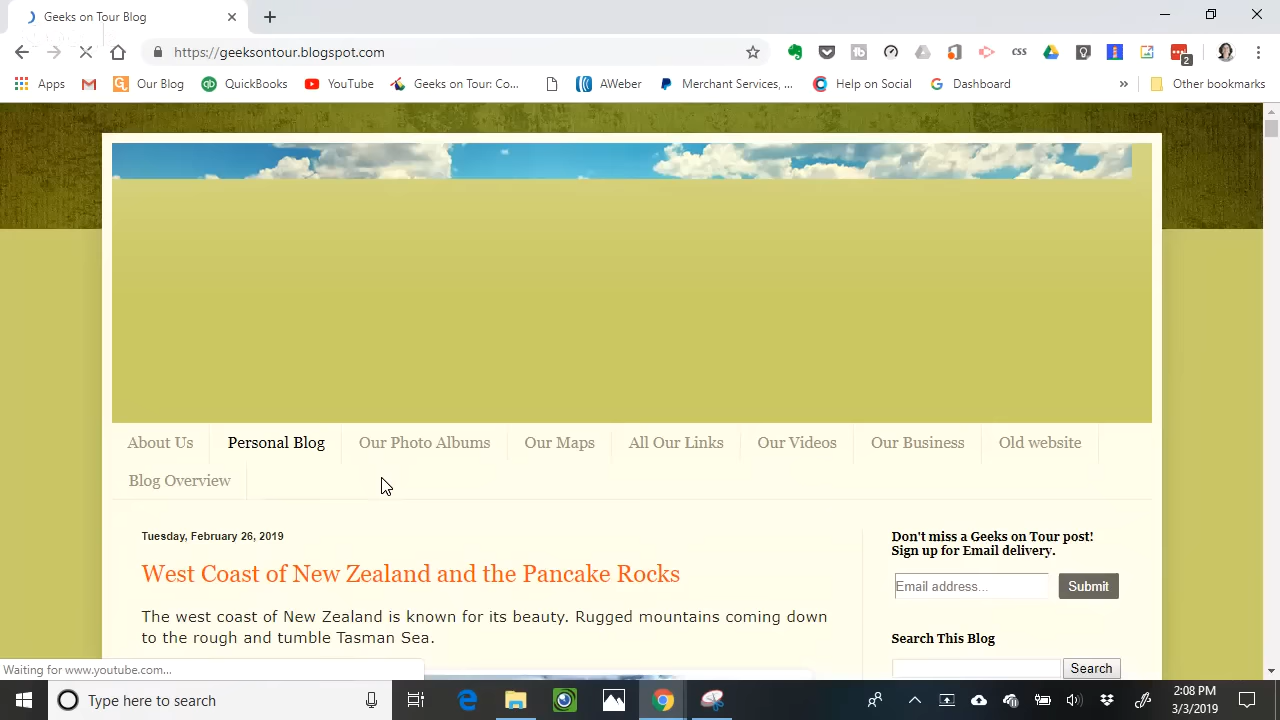 Geeks on Tour Blog
https://geeksontour.blogspot.com
css
2
Apps
Our Blog
QuickBooks
YouTube
Geeks on Tour: Co...
AWeber
Merchant Services, ...
Help on Social
Dashboard
»
Other bookmarks
About Us
Personal Blog
Our Photo Albums
Our Maps
All Our Links
Our Videos
Our Business
Old website
Blog Overview
Tuesday, February 26, 2019
West Coast of New Zealand and the Pancake Rocks
The west coast of New Zealand is known for its beauty. Rugged mountains coming down
to the rough and tumble Tasman Sea.
Don't miss a Geeks on Tour post!
Sign up for Email delivery.
Email address...
Submit
Search This Blog
Search
Waiting for www.youtube.com...
Type here to search
2:08 PM
3/3/2019